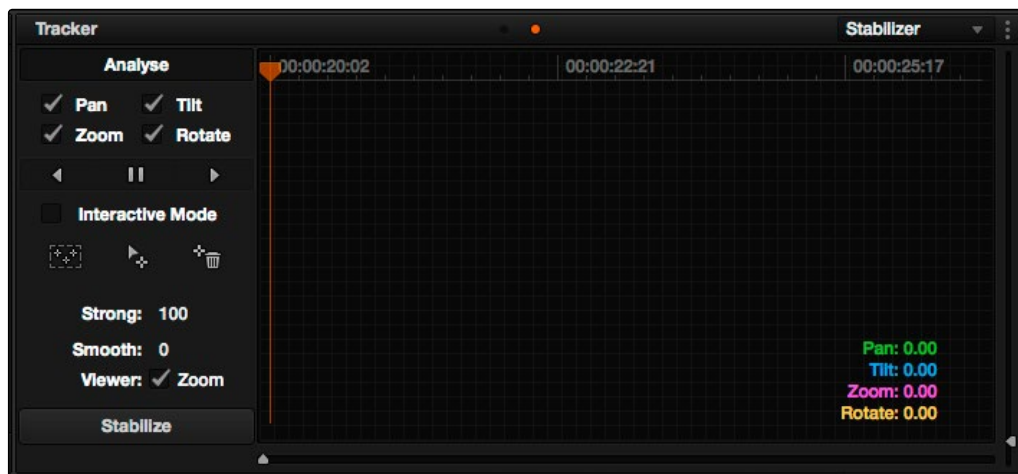 Tracker
Stabilizer
Analyse
00:00:20:02 00:00:22:21 00:00:25:17
Pan Tilt
Zoom Rotate
Interactive Mode
Strong: 100
Smooth: 0
Viewer: Zoom
Stabilize
Pan: 0.00
Tilt: 0.00
Zoom: 0.00
Rotate: 0.00